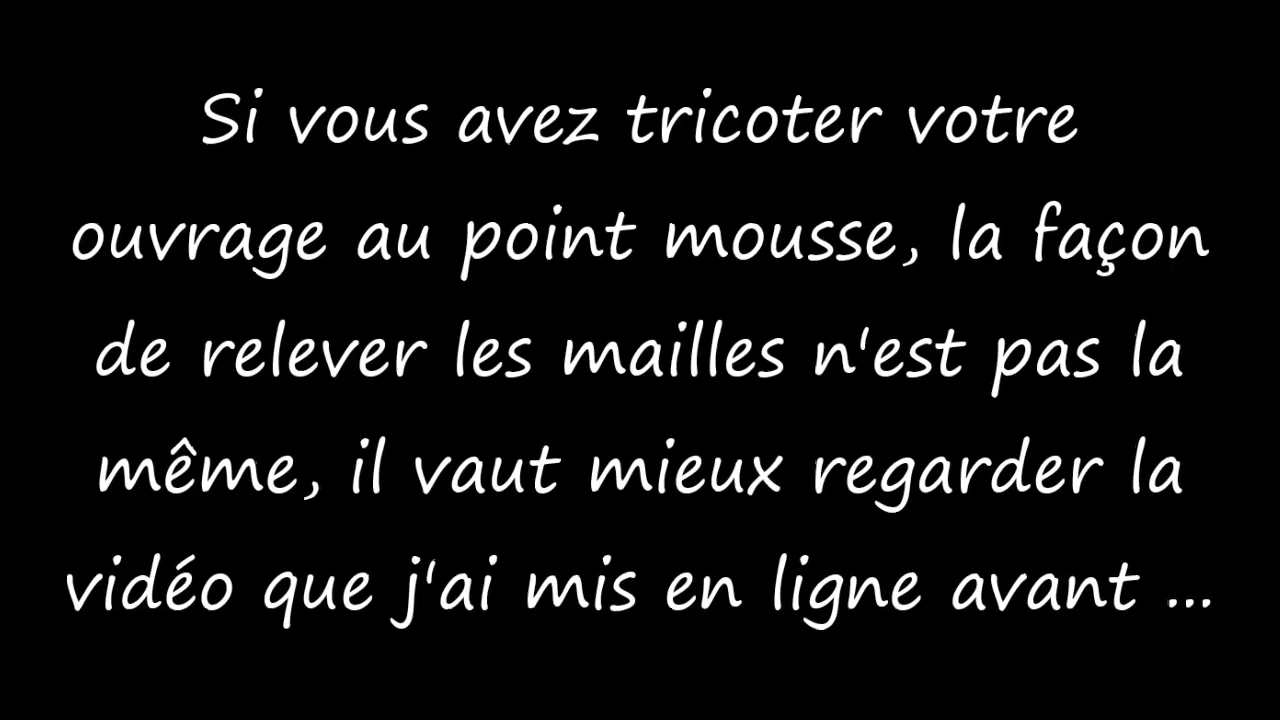 Si vous avez tricoter votre
ouvrage au point mousse, la façon
de relever les mailles n'est pas la
même, il vaut mieux regarder la
vidéo que j'ai mis en ligne avant ...